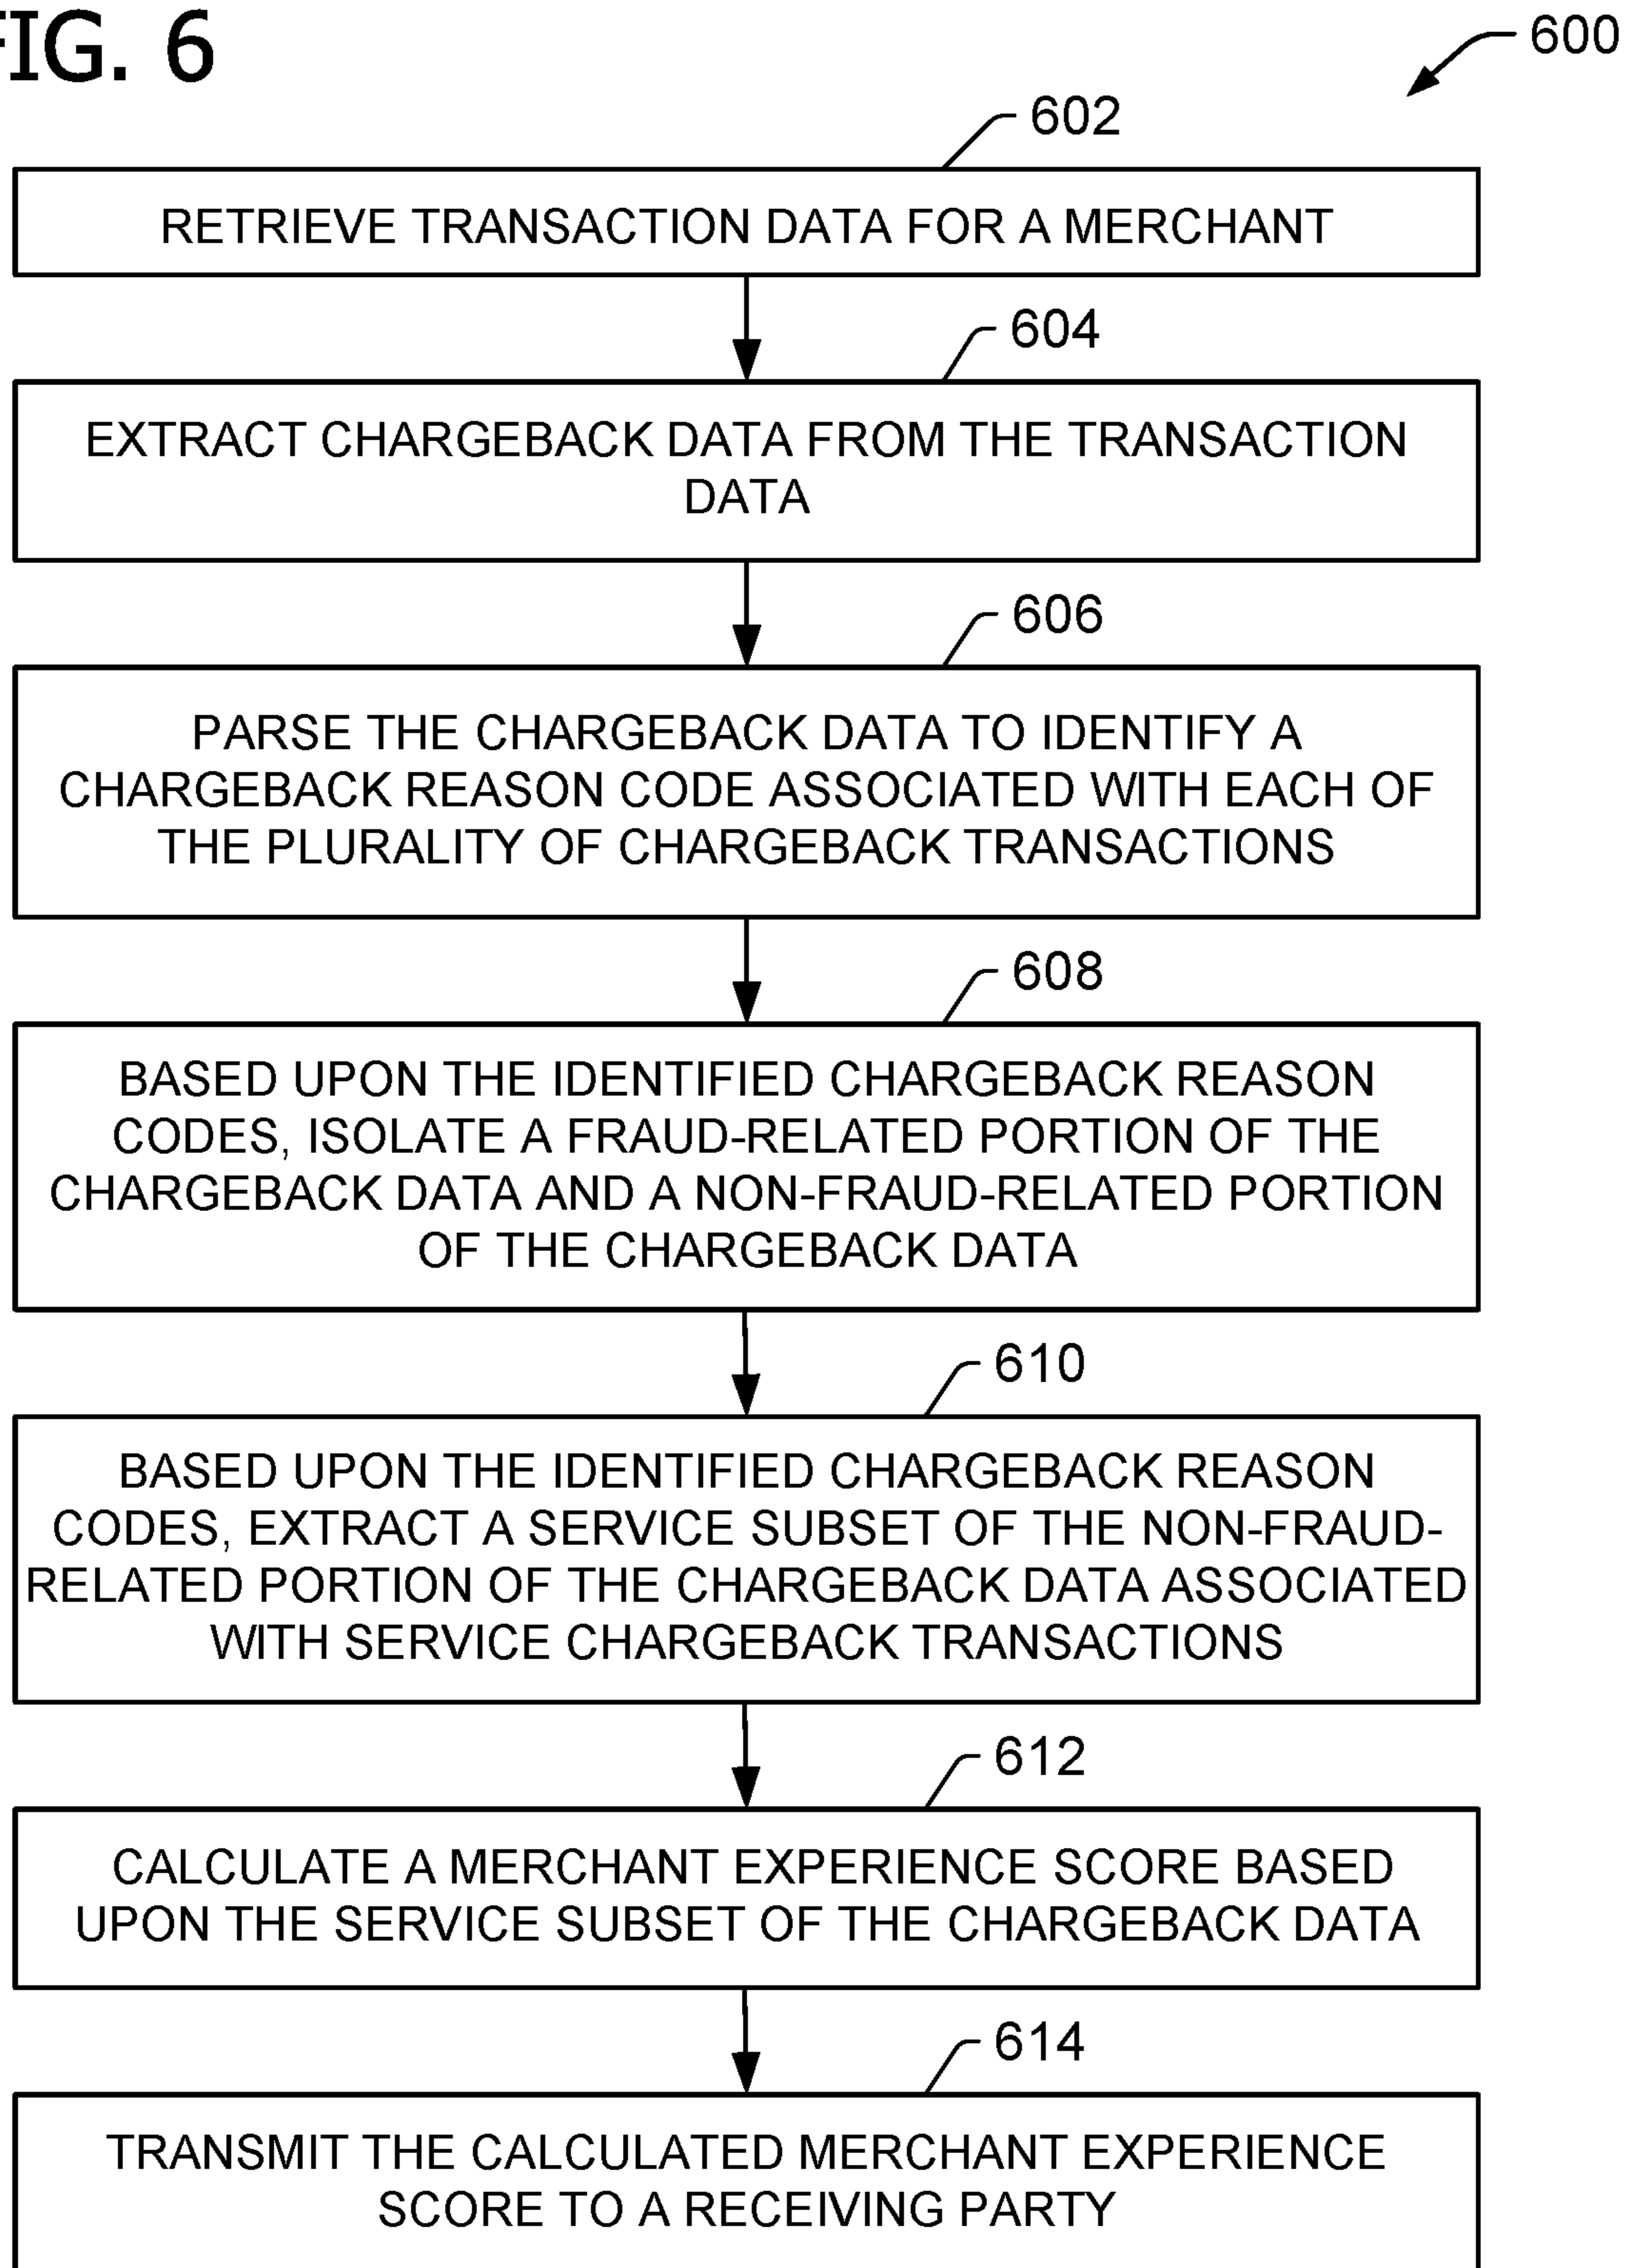 FIG. 6
600
602
RETRIEVE TRANSACTION DATA FOR A MERCHANT
604
EXTRACT CHARGEBACK DATA FROM THE TRANSACTION
DATA
606
PARSE THE CHARGEBACK DATA TO IDENTIFY A
CHARGEBACK REASON CODE ASSOCIATED WITH EACH OF
THE PLURALITY OF CHARGEBACK TRANSACTIONS
608
BASED UPON THE IDENTIFIED CHARGEBACK REASON
CODES, ISOLATE A FRAUD-RELATED PORTION OF THE
CHARGEBACK DATA AND A NON-FRAUD-RELATED PORTION
OF THE CHARGEBACK DATA
610
BASED UPON THE IDENTIFIED CHARGEBACK REASON
CODES, EXTRACT A SERVICE SUBSET OF THE NON-FRAUD-
RELATED PORTION OF THE CHARGEBACK DATA ASSOCIATED
WITH SERVICE CHARGEBACK TRANSACTIONS
612
CALCULATE A MERCHANT EXPERIENCE SCORE BASED
UPON THE SERVICE SUBSET OF THE CHARGEBACK DATA
614
TRANSMIT THE CALCULATED MERCHANT EXPERIENCE
SCORE TO A RECEIVING PARTY